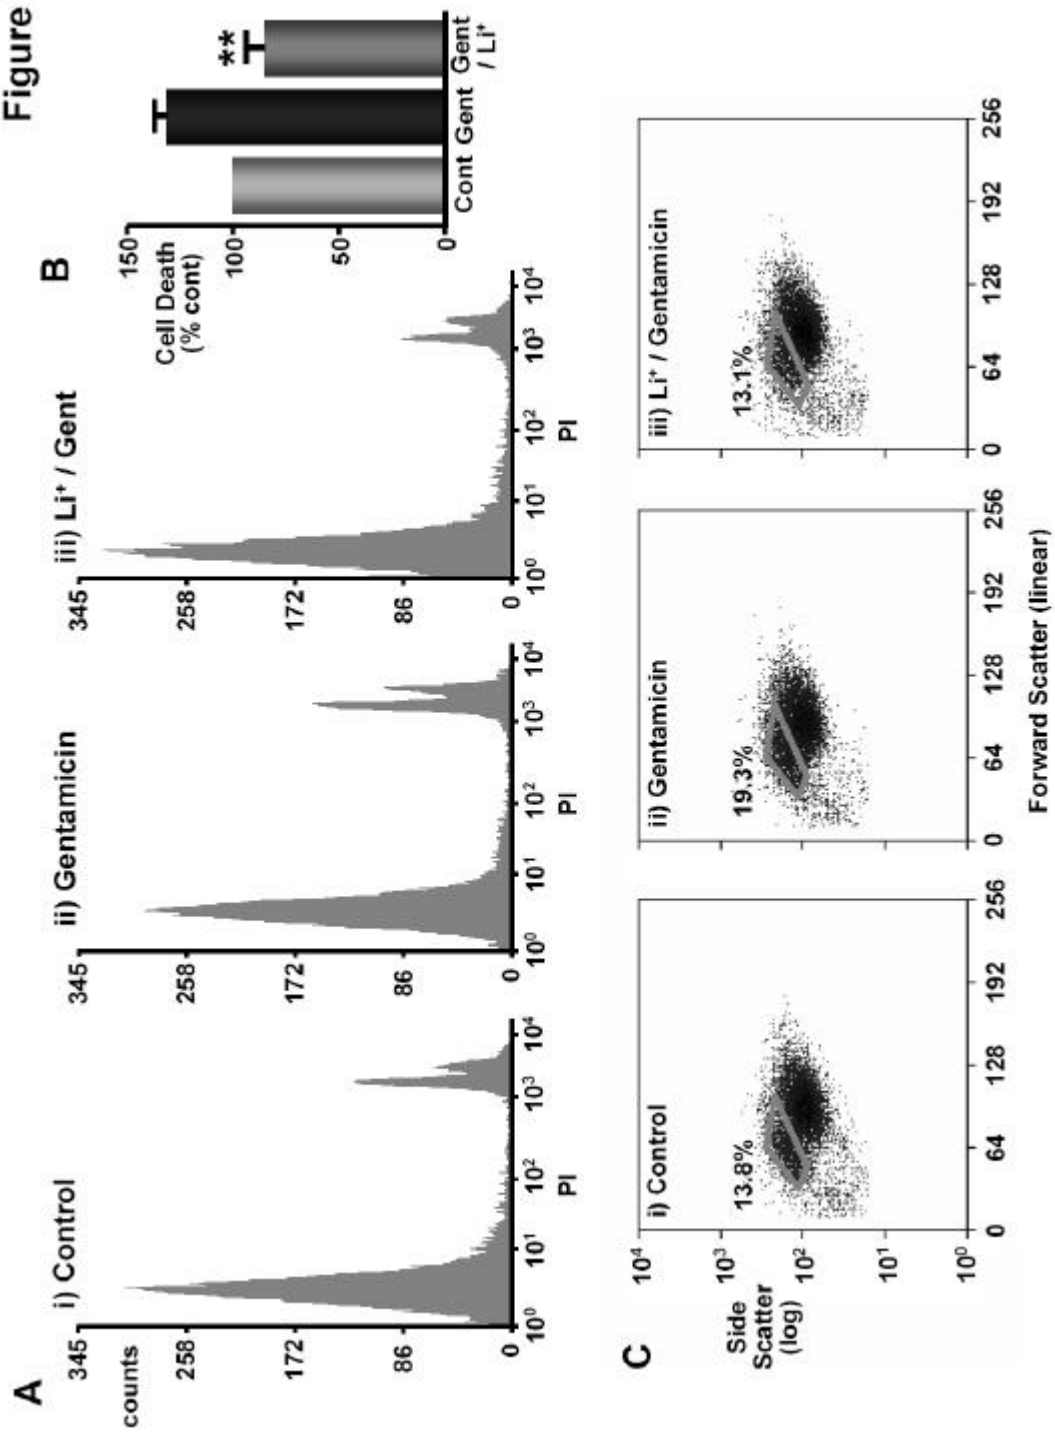 Figure
A
i) Control
345
258
172
86
0
counts
10⁰ 10¹ 10² 10³ 10⁴
PI
ii) Gentamicin
345
258
172
86
0
10⁰ 10¹ 10² 10³ 10⁴
PI
iii) Li⁺ / Gent
345
258
172
86
0
10⁰ 10¹ 10² 10³ 10⁴
PI
B
150
100
50
0
Cell Death
(% cont)
**
Cont Gent Gent
/ Li⁺
C
Side
Scatter
(log)
10⁴
10³
10²
10¹
10⁰
i) Control
13.8%
0 64 128 192 256
ii) Gentamicin
19.3%
0 64 128 192 256
iii) Li⁺ / Gentamicin
13.1%
0 64 128 192 256
Forward Scatter (linear)